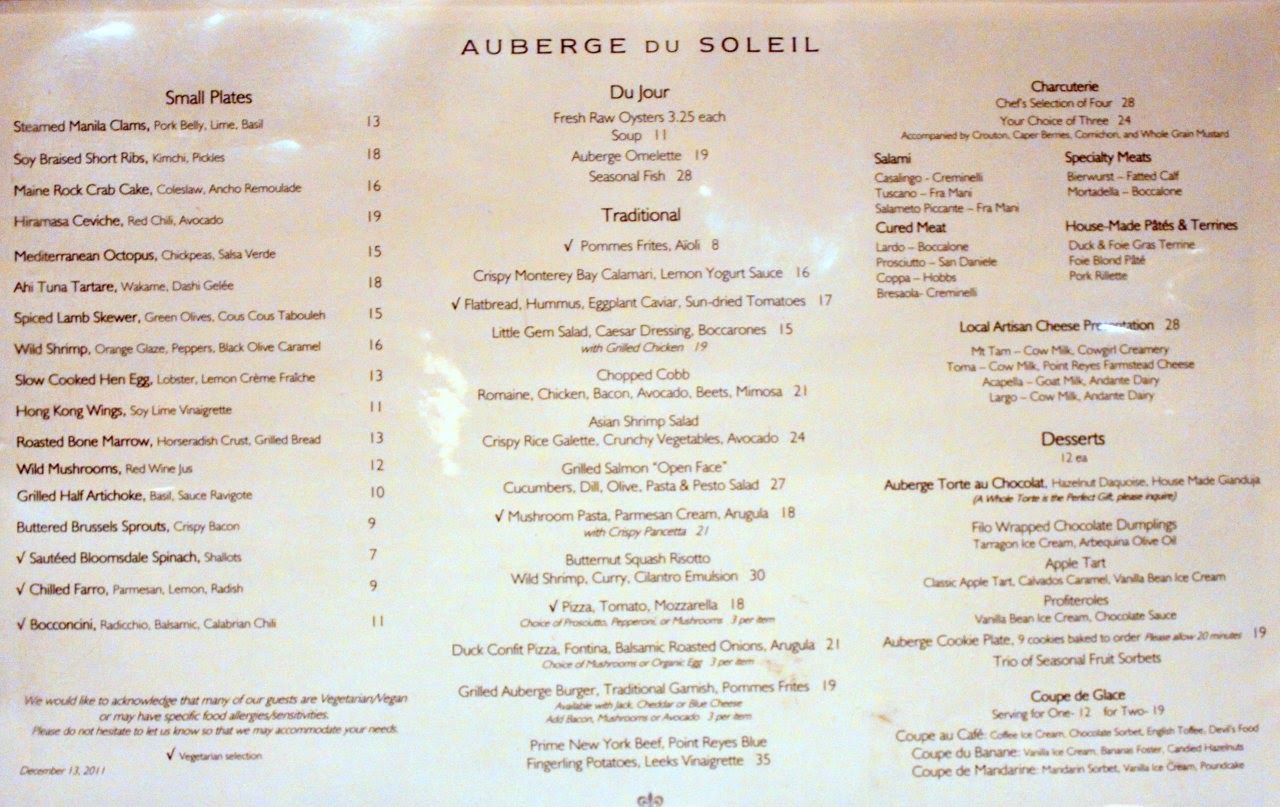 AUBERGE DU SOLEIL
Small Plates
Steamed Manila Clams, Pork Belly, Lime, Basil 13
Soy Braised Short Ribs, Kimchi, Pickles 18
Maine Rock Crab Cake, Coleslaw, Ancho Remoulade 16
Hiramasa Ceviche, Red Chili, Avocado 19
Mediterranean Octopus, Chickpeas, Salsa Verde 15
Ahi Tuna Tartare, Wakame, Dashi Gelée 18
Spiced Lamb Skewer, Green Olives, Cous Cous Tabouleh 15
Wild Shrimp, Orange Glaze, Peppers, Black Olive Caramel 16
Slow Cooked Hen Egg, Lobster, Lemon Crème Fraîche 13
Hong Kong Wings, Soy Lime Vinaigrette 11
Roasted Bone Marrow, Horseradish Crust, Grilled Bread 13
Wild Mushrooms, Red Wine Jus 12
Grilled Half Artichoke, Basil, Sauce Ravigote 10
Buttered Brussels Sprouts, Crispy Bacon 9
√ Sautéed Bloomsdale Spinach, Shallots 7
√ Chilled Farro, Parmesan, Lemon, Radish 9
√ Bocconcini, Radicchio, Balsamic, Calabrian Chili 11
We would like to acknowledge that many of our guests are Vegetarian/Vegan
or may have specific food allergies/sensitivities.
Please do not hesitate to let us know so that we may accommodate your needs.
√ Vegetarian selection
December 13, 2011
Du Jour
Fresh Raw Oysters 3.25 each
Soup 11
Auberge Omelette 19
Seasonal Fish 28
Traditional
√ Pommes Frites, Aïoli 8
Crispy Monterey Bay Calamari, Lemon Yogurt Sauce 16
√ Flatbread, Hummus, Eggplant Caviar, Sun-dried Tomatoes 17
Little Gem Salad, Caesar Dressing, Boccarones 15
with Grilled Chicken 19
Chopped Cobb
Romaine, Chicken, Bacon, Avocado, Beets, Mimosa 21
Asian Shrimp Salad
Crispy Rice Galette, Crunchy Vegetables, Avocado 24
Grilled Salmon "Open Face"
Cucumbers, Dill, Olive, Pasta & Pesto Salad 27
√ Mushroom Pasta, Parmesan Cream, Arugula 18
with Crispy Pancetta 21
Butternut Squash Risotto
Wild Shrimp, Curry, Cilantro Emulsion 30
√ Pizza, Tomato, Mozzarella 18
Choice of Prosciutto, Pepperoni, or Mushrooms 3 per item
Duck Confit Pizza, Fontina, Balsamic Roasted Onions, Arugula 21
Choice of Mushrooms or Organic Egg 3 per item
Grilled Auberge Burger, Traditional Garnish, Pommes Frites 19
Available with Jack, Cheddar or Blue Cheese
Add Bacon, Mushrooms or Avocado 3 per item
Prime New York Beef, Point Reyes Blue
Fingerling Potatoes, Leeks Vinaigrette 35
Charcuterie
Chef's Selection of Four 28
Your Choice of Three 24
Accompanied by Crouton, Caper Berries, Cornichon, and Whole Grain Mustard
Salami
Casalingo - Creminelli
Tuscano – Fra Mani
Salameto Piccante – Fra Mani
Cured Meat
Lardo – Boccalone
Prosciutto – San Daniele
Coppa – Hobbs
Bresaola- Creminelli
Specialty Meats
Bierwurst – Fatted Calf
Mortadella – Boccalone
House-Made Pâtés & Terrines
Duck & Foie Gras Terrine
Foie Blond Pâté
Pork Rillette
Local Artisan Cheese Presentation 28
Mt Tam – Cow Milk, Cowgirl Creamery
Toma – Cow Milk, Point Reyes Farmstead Cheese
Acapella – Goat Milk, Andante Dairy
Largo – Cow Milk, Andante Dairy
Desserts
12 ea
Auberge Torte au Chocolat, Hazelnut Daquoise, House Made Gianduja
(A Whole Torte is the Perfect Gift, please inquire)
Filo Wrapped Chocolate Dumplings
Tarragon Ice Cream, Arbequina Olive Oil
Apple Tart
Classic Apple Tart, Calvados Caramel, Vanilla Bean Ice Cream
Profiteroles
Vanilla Bean Ice Cream, Chocolate Sauce
Auberge Cookie Plate, 9 cookies baked to order Please allow 20 minutes 19
Trio of Seasonal Fruit Sorbets
Coupe de Glace
Serving for One- 12 for Two- 19
Coupe au Café: Coffee Ice Cream, Chocolate Sorbet, English Toffee, Devil's Food
Coupe du Banane: Vanilla Ice Cream, Bananas Foster, Candied Hazelnuts
Coupe de Mandarine: Mandarin Sorbet, Vanilla Ice Cream, Poundcake